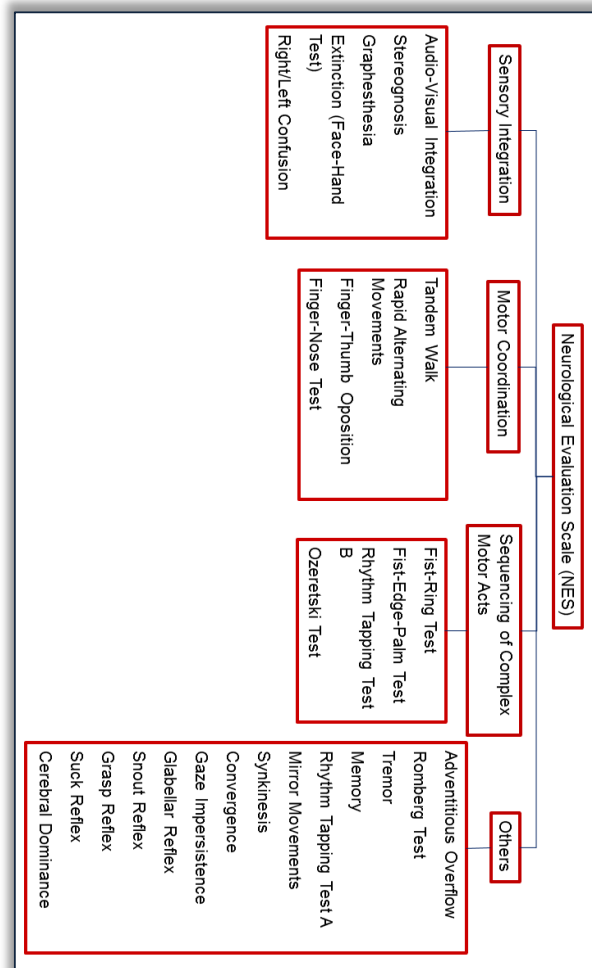 Neurological Evaluation Scale (NES)
Sensory Integration
Audio-Visual Integration
Stereognosis
Graphesthesia
Extinction (Face-Hand
Test)
Right/Left Confusion
Motor Coordination
Tandem Walk
Rapid Alternating
Movements
Finger-Thumb Oposition
Finger-Nose Test
Sequencing of Complex
Motor Acts
Fist-Ring Test
Fist-Edge-Palm Test
Rhythm Tapping Test
B
Ozeretski Test
Others
Adventitious Overflow
Romberg Test
Tremor
Memory
Rhythm Tapping Test A
Mirror Movements
Synkinesis
Convergence
Gaze Impersistence
Glabellar Reflex
Snout Reflex
Grasp Reflex
Suck Reflex
Cerebral Dominance